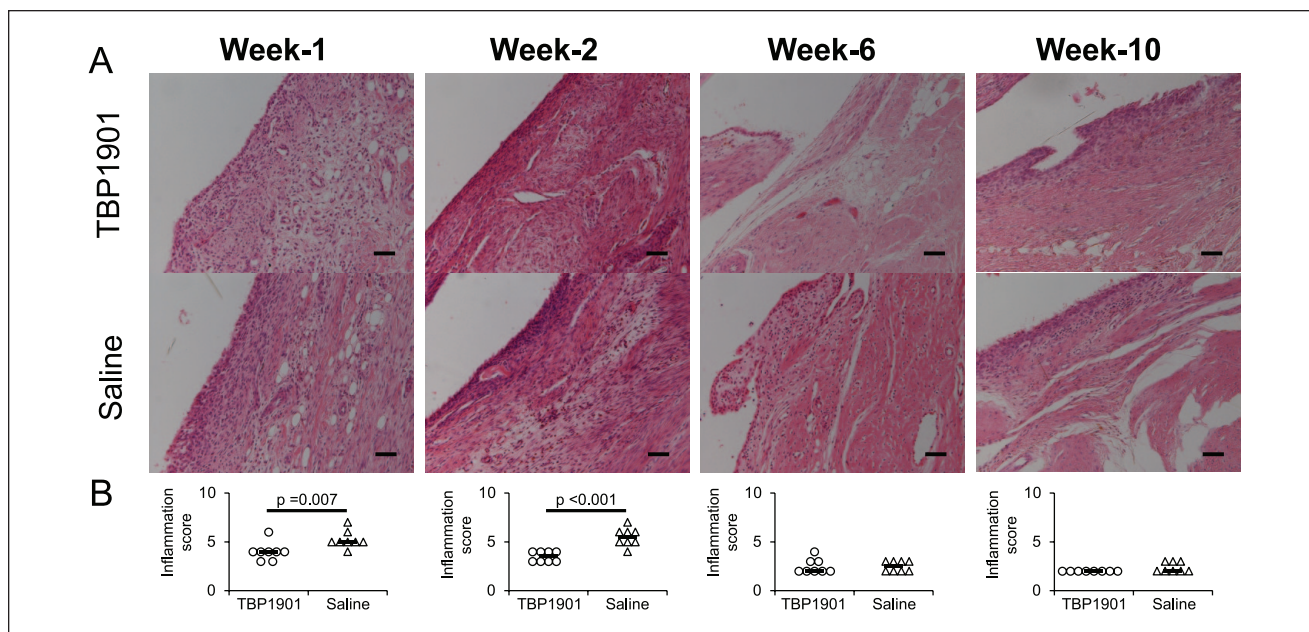 A
Week-1 Week-2 Week-6 Week-10
TBP1901
Saline
B
Inflammation score
10
5
0
p =0.007
TBP1901 Saline
Inflammation score
10
5
0
p <0.001
TBP1901 Saline
Inflammation score
10
5
0
TBP1901 Saline
Inflammation score
10
5
0
TBP1901 Saline